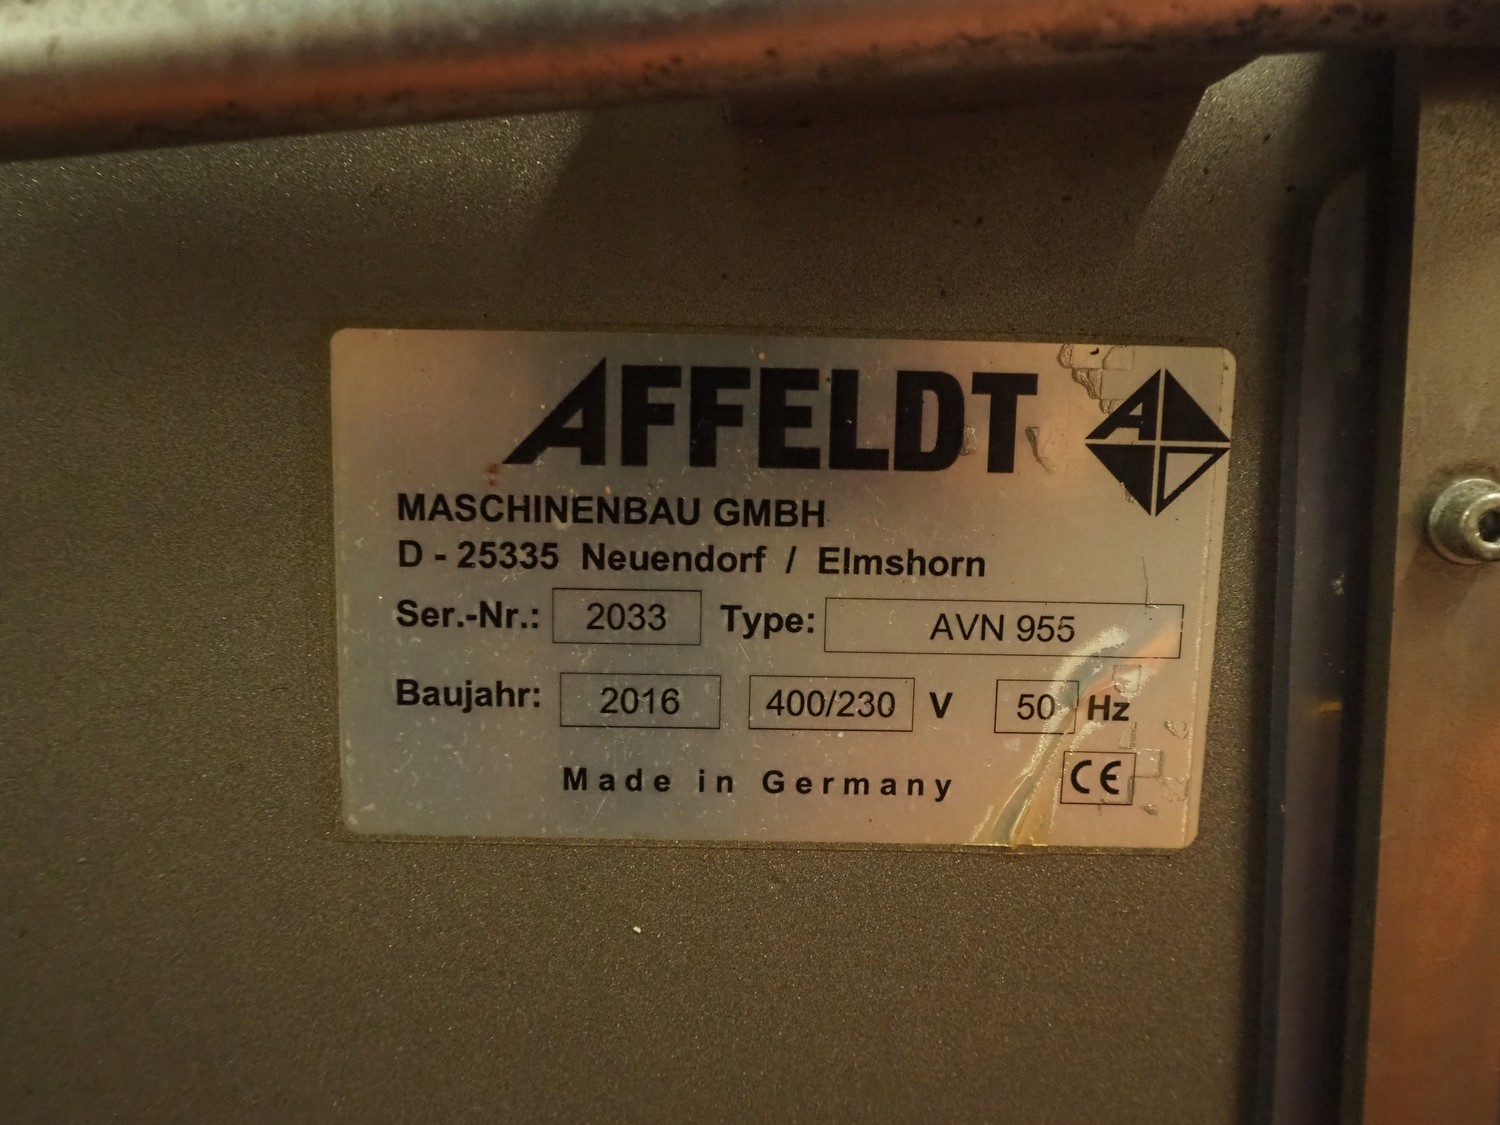 AFFELDT
A D
MASCHINENBAU GMBH
D - 25335 Neuendorf / Elmshorn
Ser.-Nr.: 2033 Type: AVN 955
Baujahr: 2016 400/230 V 50 Hz
Made in Germany CE